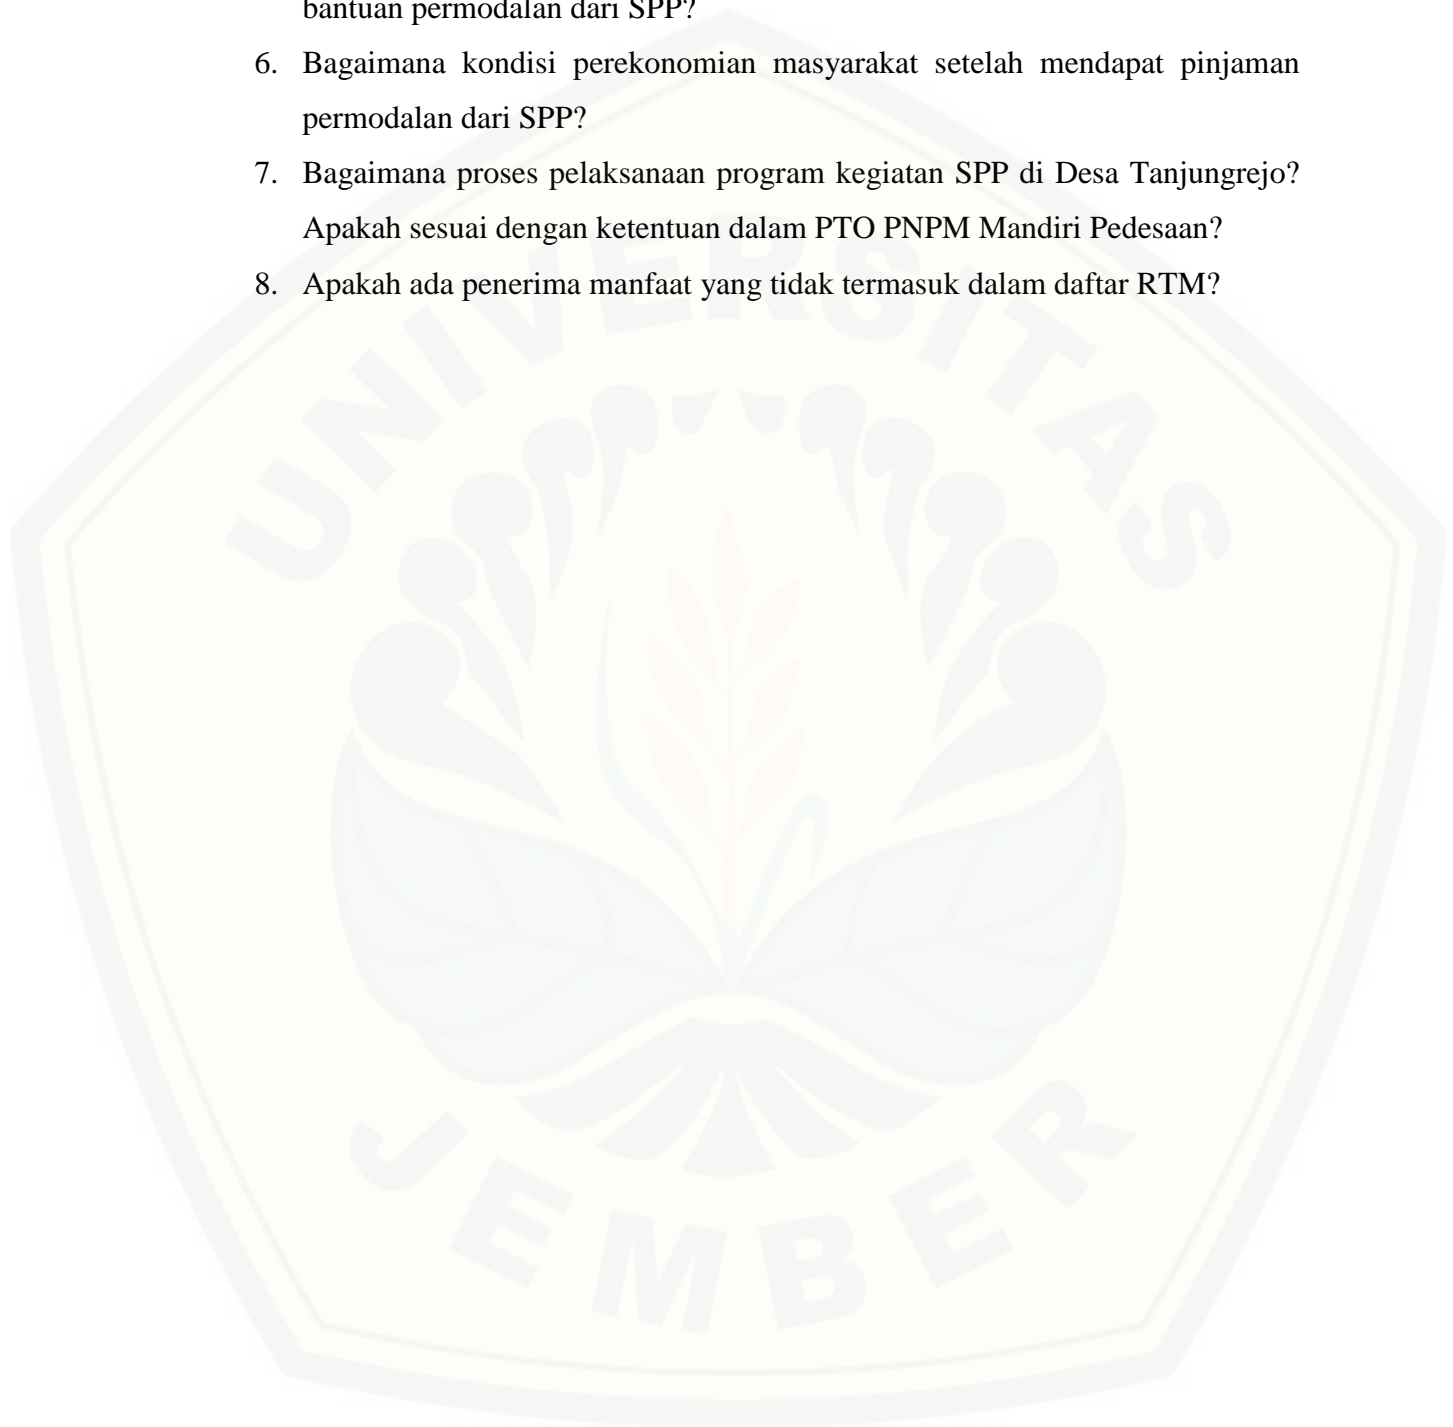 bantuan permodalan dari SPP?
6. Bagaimana kondisi perekonomian masyarakat setelah mendapat pinjaman
permodalan dari SPP?
7. Bagaimana proses pelaksanaan program kegiatan SPP di Desa Tanjungrejo?
Apakah sesuai dengan ketentuan dalam PTO PNPM Mandiri Pedesaan?
8. Apakah ada penerima manfaat yang tidak termasuk dalam daftar RTM?
UNIVERSITAS
JEMBER